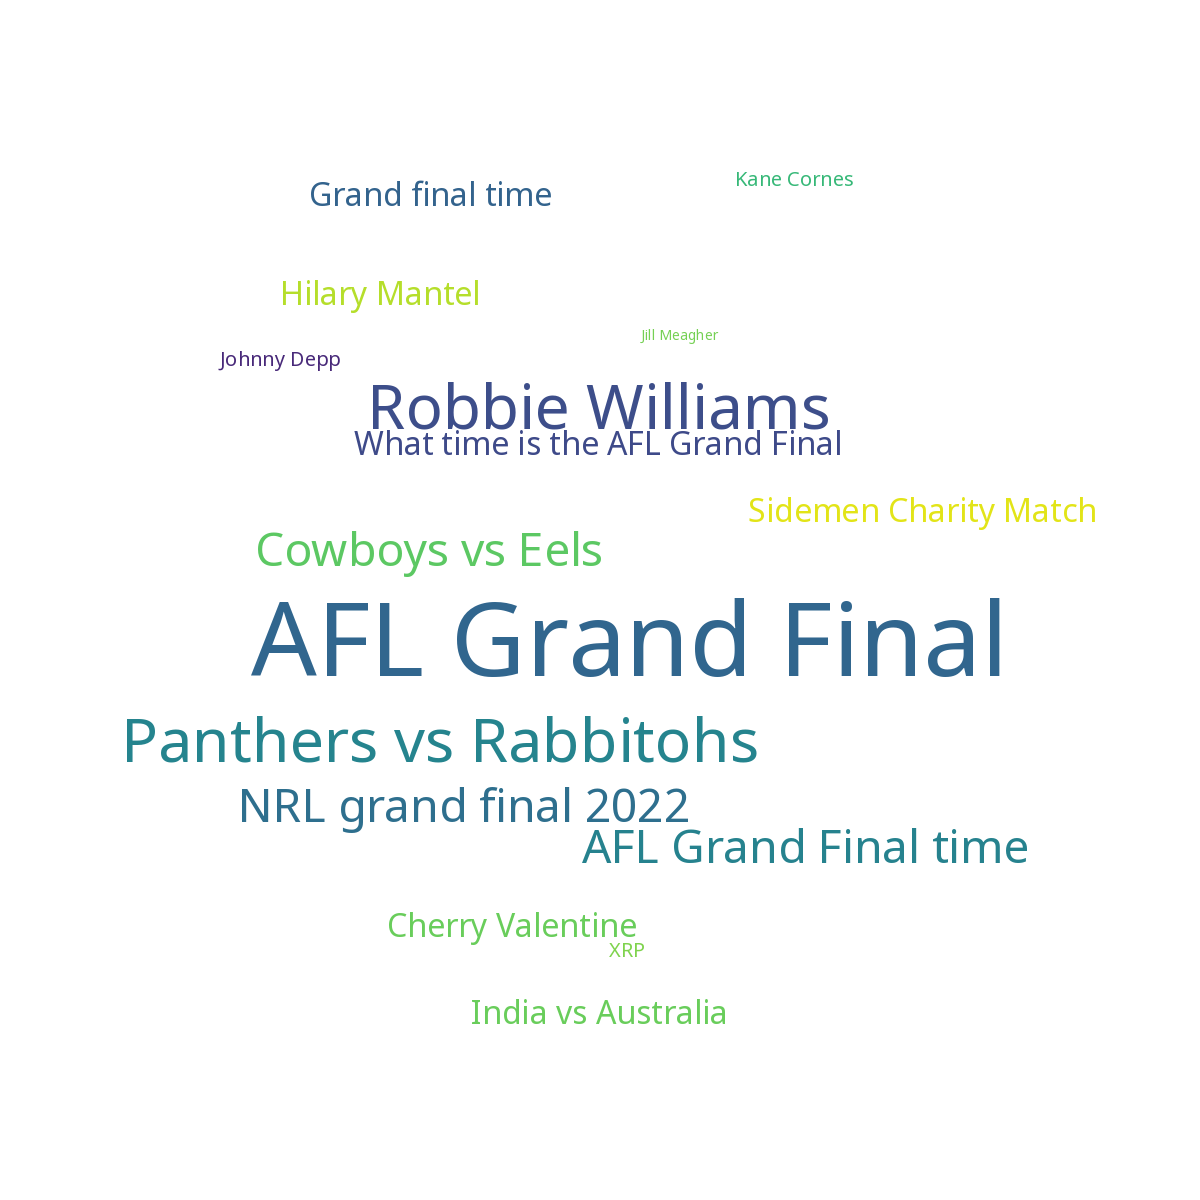 Kane Cornes
Grand final time
Hilary Mantel
Jill Meagher
Johnny Depp
Robbie Williams
What time is the AFL Grand Final
Sidemen Charity Match
Cowboys vs Eels
AFL Grand Final
Panthers vs Rabbitohs
NRL grand final 2022
AFL Grand Final time
Cherry Valentine
XRP
India vs Australia